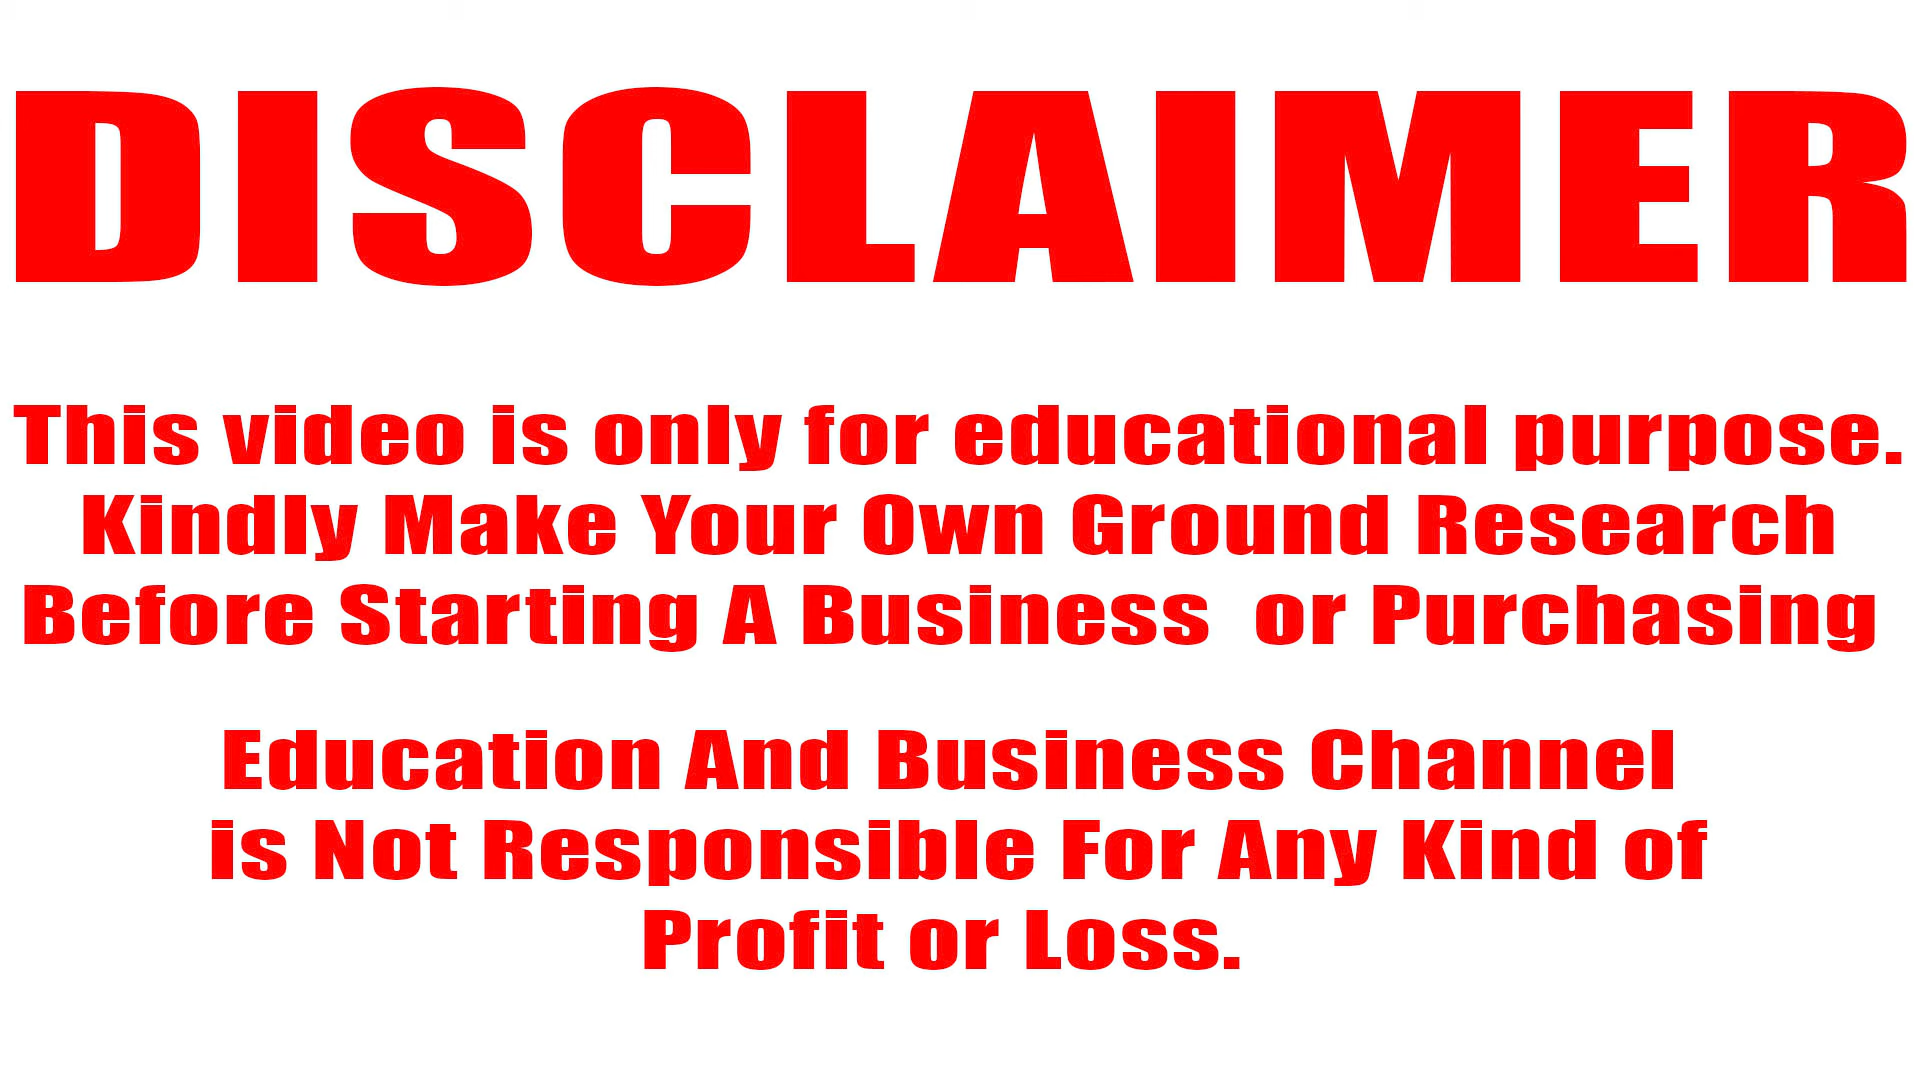 DISCLAIMER
This video is only for educational purpose.
Kindly Make Your Own Ground Research
Before Starting A Business  or Purchasing
Education And Business Channel
is Not Responsible For Any Kind of
Profit or Loss.